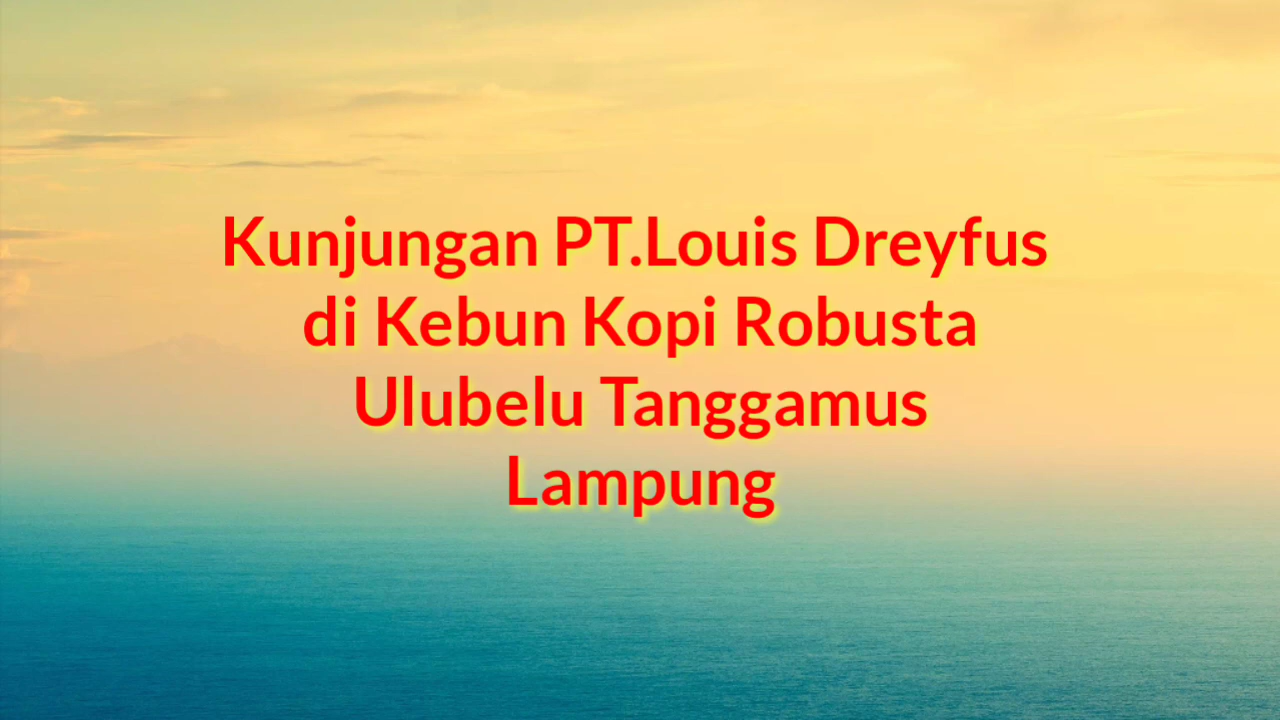 Kunjungan PT.Louis Dreyfus
di Kebun Kopi Robusta
Ulubelu Tanggamus
Lampung